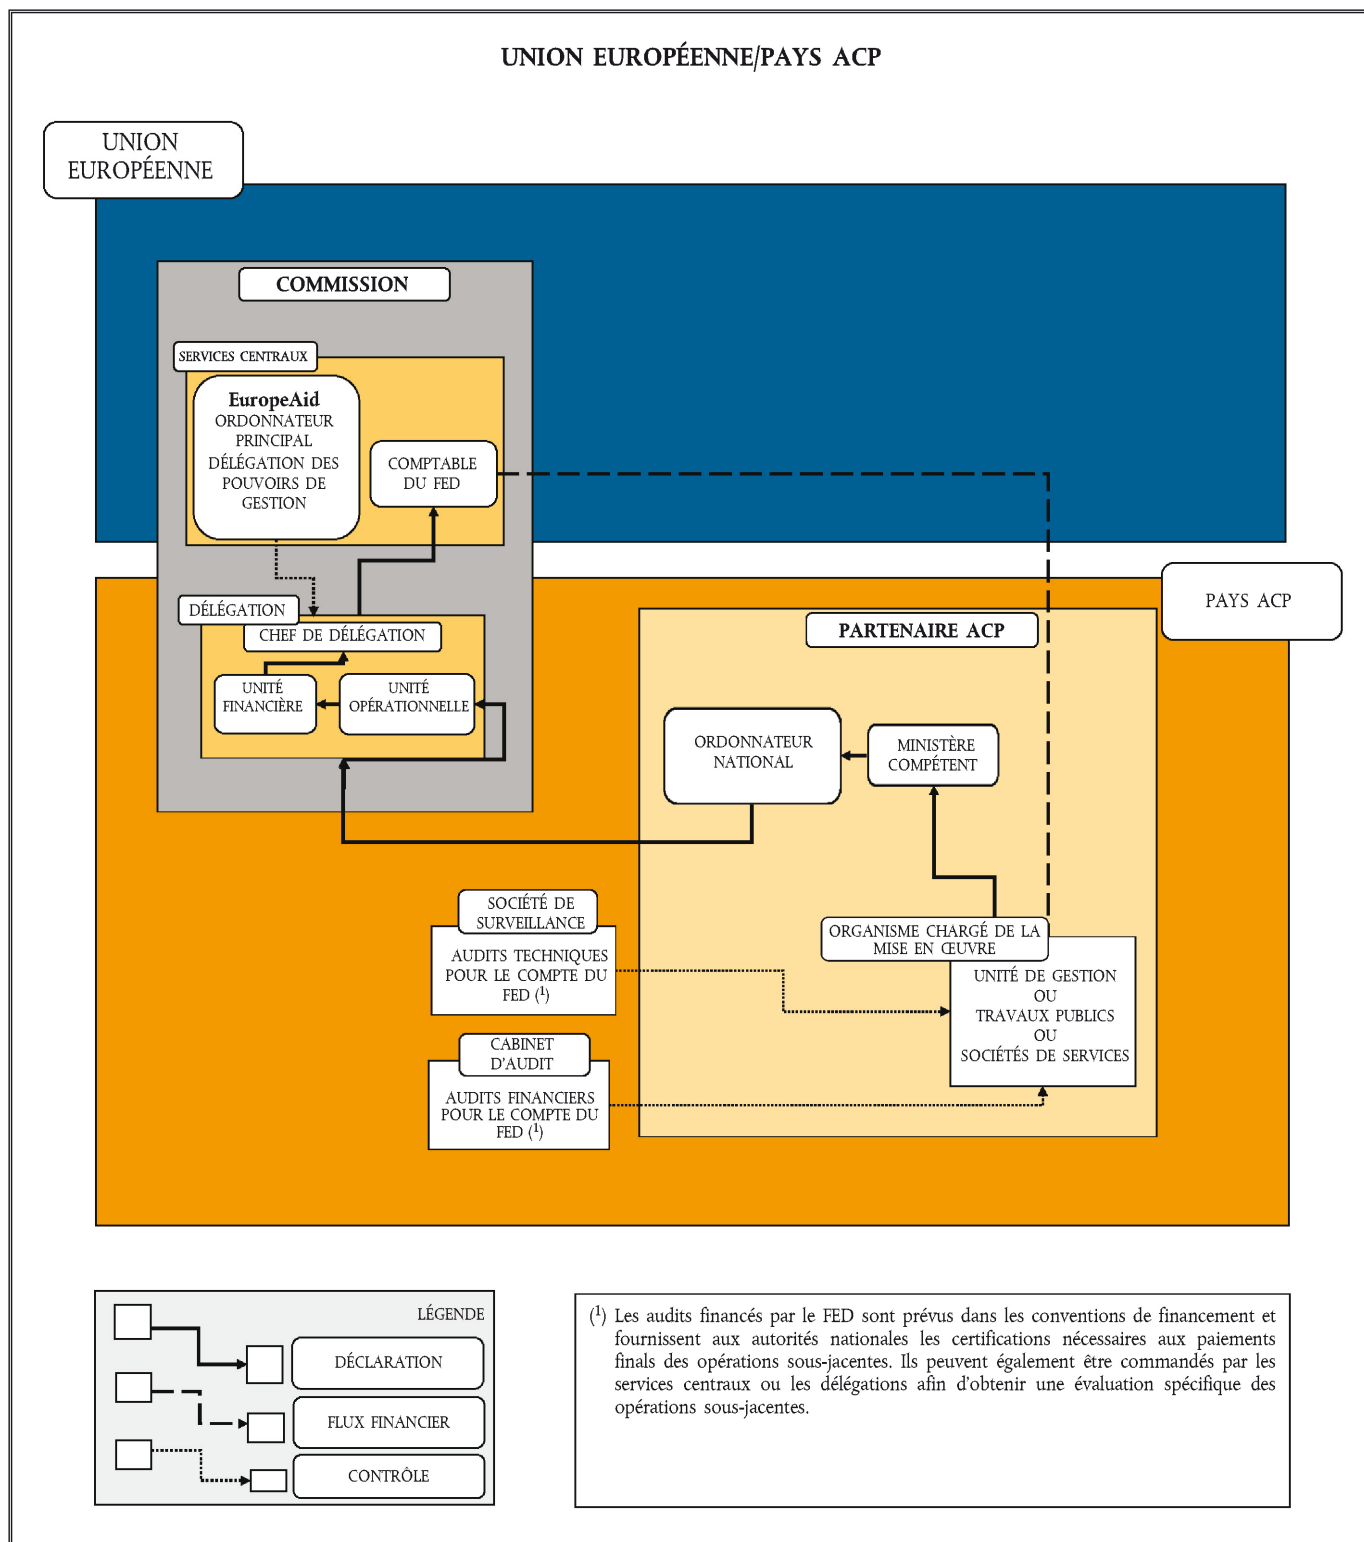 UNION EUROPÉENNE/PAYS ACP
UNION
EUROPÉENNE
COMMISSION
SERVICES CENTRAUX
EuropeAid
ORDONNATEUR
PRINCIPAL
DÉLÉGATION DES
POUVOIRS DE
GESTION
COMPTABLE
DU FED
DÉLÉGATION
CHEF DE DÉLÉGATION
UNITÉ
FINANCIÈRE
UNITÉ
OPÉRATIONNELLE
PAYS ACP
PARTENAIRE ACP
ORDONNATEUR
NATIONAL
MINISTÈRE
COMPÉTENT
SOCIÉTÉ DE
SURVEILLANCE
AUDITS TECHNIQUES
POUR LE COMPTE DU
FED (¹)
ORGANISME CHARGÉ DE LA
MISE EN ŒUVRE
UNITÉ DE GESTION
OU
TRAVAUX PUBLICS
OU
SOCIÉTÉS DE SERVICES
CABINET
D'AUDIT
AUDITS FINANCIERS
POUR LE COMPTE DU
FED (¹)
LÉGENDE
DÉCLARATION
FLUX FINANCIER
CONTRÔLE
(¹) Les audits financés par le FED sont prévus dans les conventions de financement et
fournissent aux autorités nationales les certifications nécessaires aux paiements
finals des opérations sous-jacentes. Ils peuvent également être commandés par les
services centraux ou les délégations afin d'obtenir une évaluation spécifique des
opérations sous-jacentes.